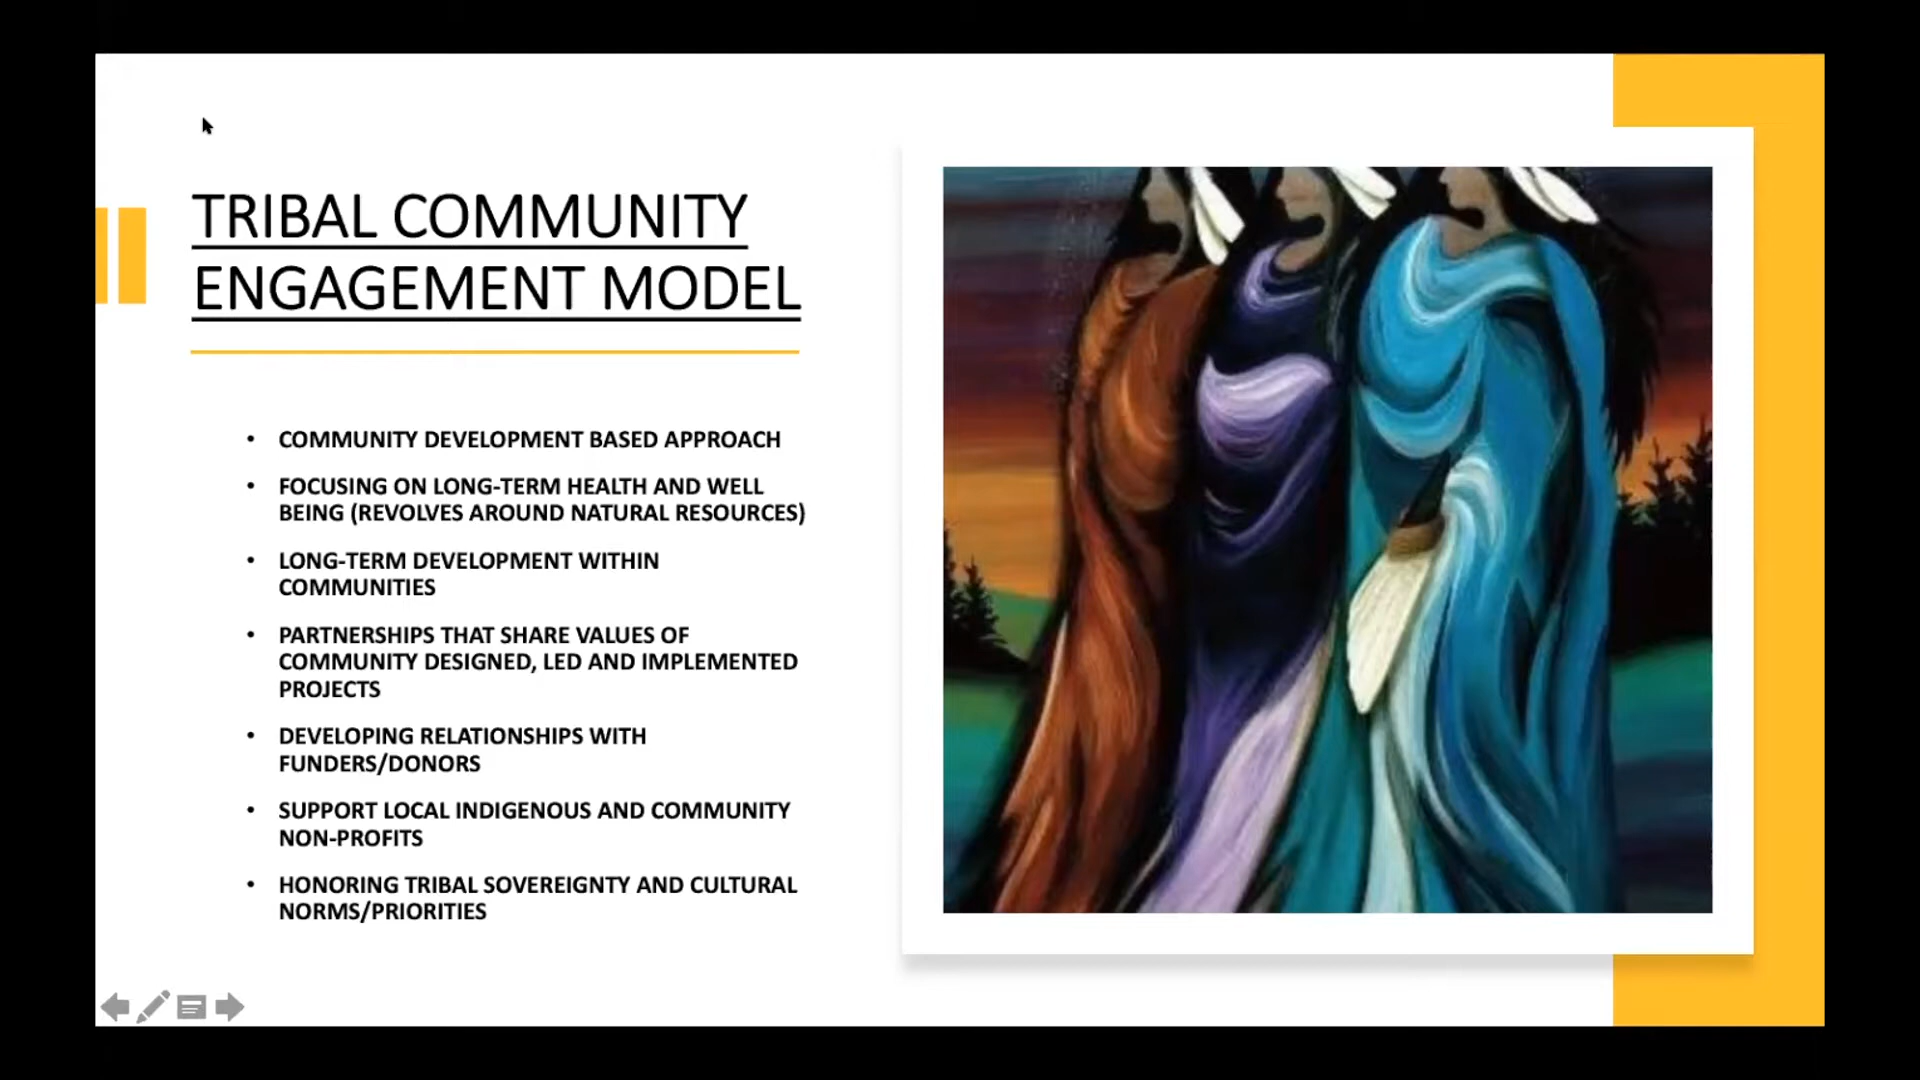 TRIBAL COMMUNITY
ENGAGEMENT MODEL
• COMMUNITY DEVELOPMENT BASED APPROACH
• FOCUSING ON LONG-TERM HEALTH AND WELL
BEING (REVOLVES AROUND NATURAL RESOURCES)
• LONG-TERM DEVELOPMENT WITHIN
COMMUNITIES
• PARTNERSHIPS THAT SHARE VALUES OF
COMMUNITY DESIGNED, LED AND IMPLEMENTED
PROJECTS
• DEVELOPING RELATIONSHIPS WITH
FUNDERS/DONORS
• SUPPORT LOCAL INDIGENOUS AND COMMUNITY
NON-PROFITS
• HONORING TRIBAL SOVEREIGNTY AND CULTURAL
NORMS/PRIORITIES